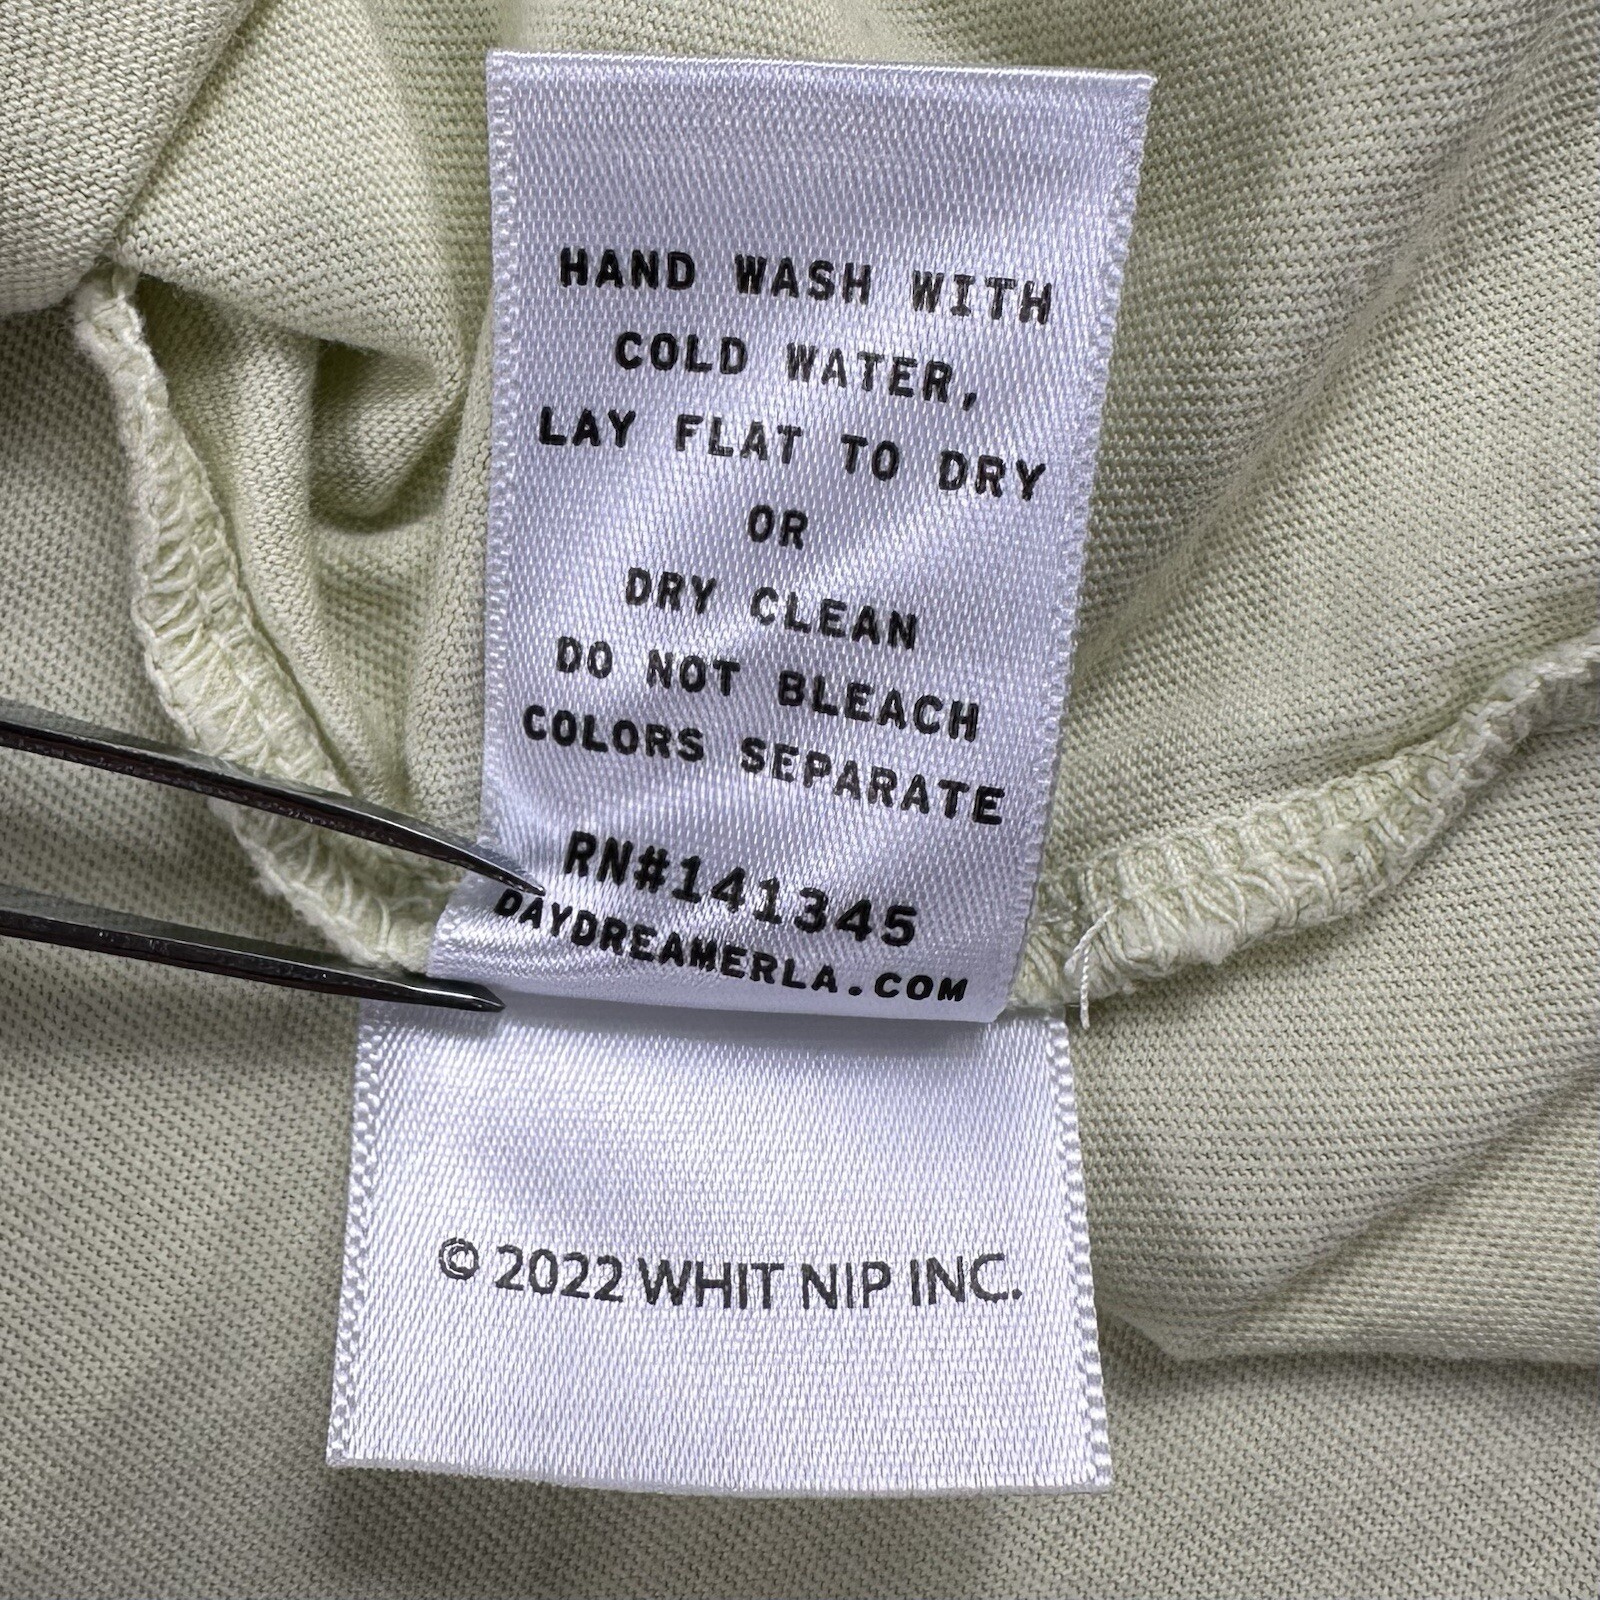 HAND WASH WITH
COLD WATER,
LAY FLAT TO DRY
OR
DRY CLEAN
DO NOT BLEACH
COLORS SEPARATE
RN#141345
DAYDREAMERLA.COM
© 2022 WHIT NIP INC.